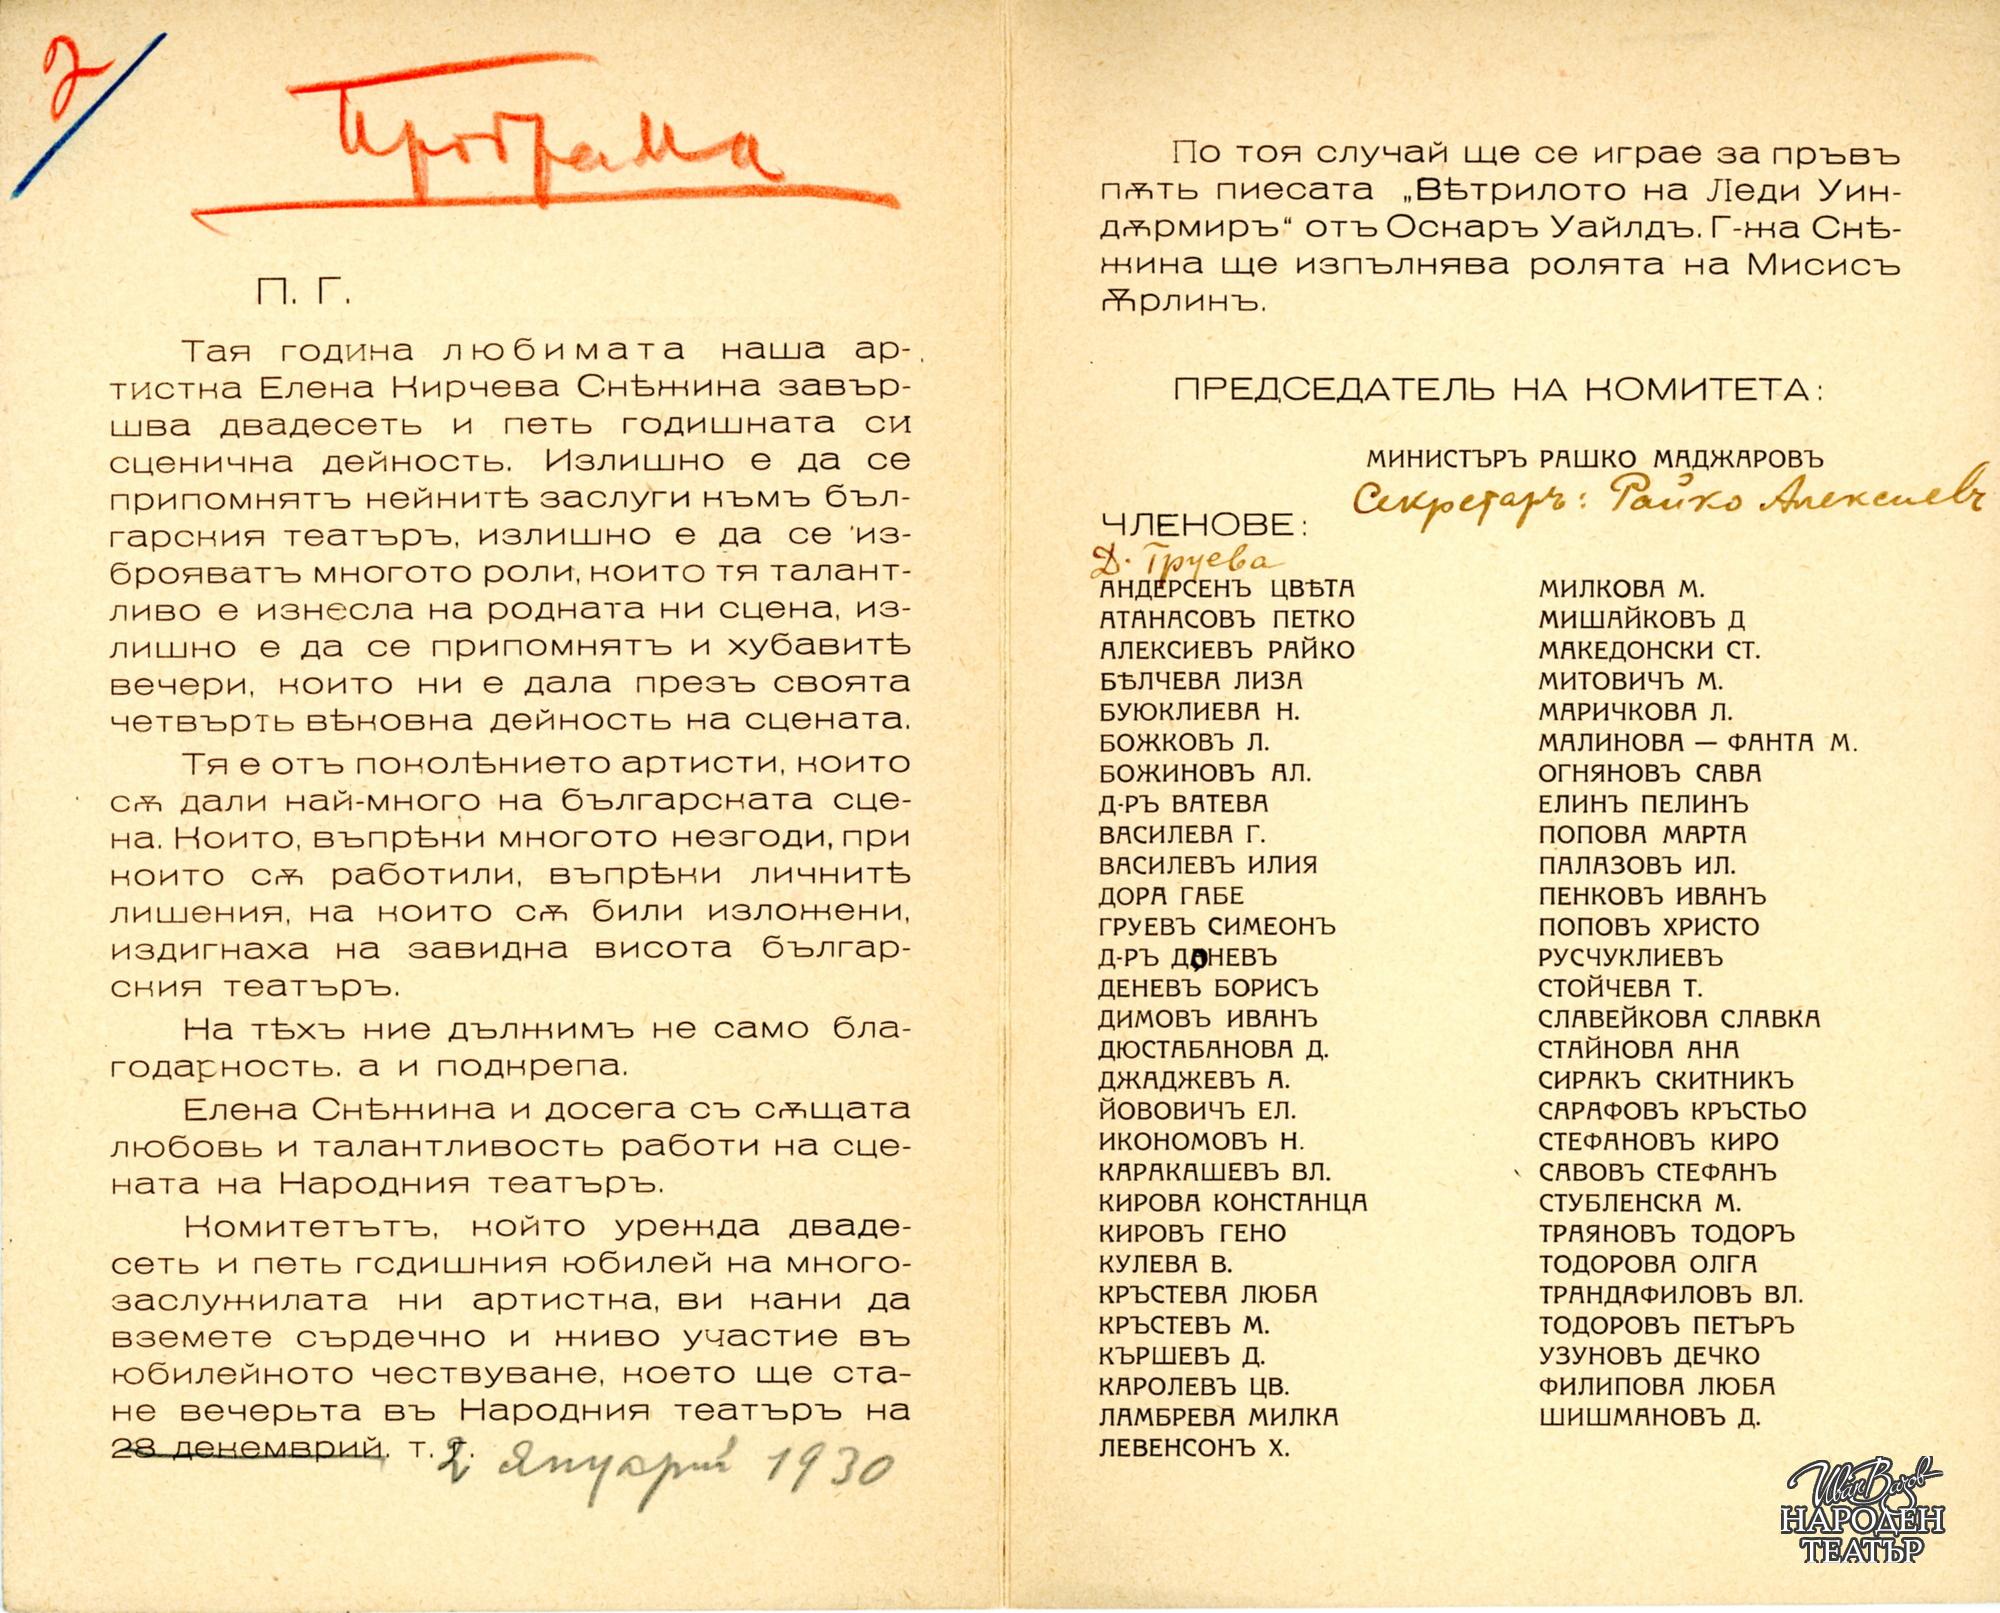 2/
Програма
П. Г.
Тая година любимата наша ар-
тистка Елена Кирчева Снѣжина завър-
шва двадесеть и петь годишната си
сценична дейность. Излишно е да се
припомнятъ нейнитѣ заслуги къмъ бъл-
гарския театъръ, излишно е да се из-
брояватъ многото роли, които тя талант-
ливо е изнесла на родната ни сцена, из-
лишно е да се припомнятъ и хубавитѣ
вечери, които ни е дала презъ своята
четвърть вѣковна дейность на сцената.
Тя е отъ поколѣнието артисти, които
сѫ дали най-много на българската сце-
на. Които, въпрѣки многото незгоди, при
които сѫ работили, въпрѣки личнитѣ
лишения, на които сѫ били изложени,
издигнаха на завидна висота българ-
ския театъръ.
На тѣхъ ние дължимъ не само бла-
годарность. а и подкрепа.
Елена Снѣжина и досега съ сѫщата
любовь и талантливость работи на сце-
ната на Народния театъръ.
Комитетътъ, който урежда дваде-
сеть и петь гсдишния юбилей на много-
заслужилата ни артистка, ви кани да
вземете сърдечно и живо участие въ
юбилейното чествуване, което ще ста-
не вечерьта въ Народния театъръ на
28 декемврий. т. г.
2 януарий 1930
По тоя случай ще се играе за пръвъ
пѫть пиесата „Вѣтрилото на Леди Уин-
дѫрмиръ“ отъ Оскаръ Уайлдъ. Г-жа Снѣ-
жина ще изпълнява ролята на Мисисъ
Ѫрлинъ.
ПРЕДСЕДАТЕЛЬ НА КОМИТЕТА:
МИНИСТЪРЪ РАШКО МАДЖАРОВЪ
Секретаръ: Райко Алексиевъ
ЧЛЕНОВЕ:
Д. Груева
АНДЕРСЕНЪ ЦВѢТА
АТАНАСОВЪ ПЕТКО
АЛЕКСИЕВЪ РАЙКО
БѢЛЧЕВА ЛИЗА
БУЮКЛИЕВА Н.
БОЖКОВЪ Л.
БОЖИНОВЪ АЛ.
Д-РЪ ВАТЕВА
ВАСИЛЕВА Г.
ВАСИЛЕВЪ ИЛИЯ
ДОРА ГАБЕ
ГРУЕВЪ СИМЕОНЪ
Д-РЪ ДОНЕВЪ
ДЕНЕВЪ БОРИСЪ
ДИМОВЪ ИВАНЪ
ДЮСТАБАНОВА Д.
ДЖАДЖЕВЪ А.
ЙОВОВИЧЪ ЕЛ.
ИКОНОМОВЪ Н.
КАРАКАШЕВЪ ВЛ.
КИРОВА КОНСТАНЦА
КИРОВЪ ГЕНО
КУЛЕВА В.
КРЪСТЕВА ЛЮБА
КРЪСТЕВЪ М.
КЪРШЕВЪ Д.
КАРОЛЕВЪ ЦВ.
ЛАМБРЕВА МИЛКА
ЛЕВЕНСОНЪ Х.
МИЛКОВА М.
МИШАЙКОВЪ Д
МАКЕДОНСКИ СТ.
МИТОВИЧЪ М.
МАРИЧКОВА Л.
МАЛИНОВА — ФАНТА М.
ОГНЯНОВЪ САВА
ЕЛИНЪ ПЕЛИНЪ
ПОПОВА МАРТА
ПАЛАЗОВЪ ИЛ.
ПЕНКОВЪ ИВАНЪ
ПОПОВЪ ХРИСТО
РУСЧУКЛИЕВЪ
СТОЙЧЕВА Т.
СЛАВЕЙКОВА СЛАВКА
СТАЙНОВА АНА
СИРАКЪ СКИТНИКЪ
САРАФОВЪ КРЪСТЬО
СТЕФАНОВЪ КИРО
САВОВЪ СТЕФАНЪ
СТУБЛЕНСКА М.
ТРАЯНОВЪ ТОДОРЪ
ТОДОРОВА ОЛГА
ТРАНДАФИЛОВЪ ВЛ.
ТОДОРОВЪ ПЕТЪРЪ
УЗУНОВЪ ДЕЧКО
ФИЛИПОВА ЛЮБА
ШИШМАНОВЪ Д.
Иван Вазов
НАРОДЕН
ТЕАТЪР